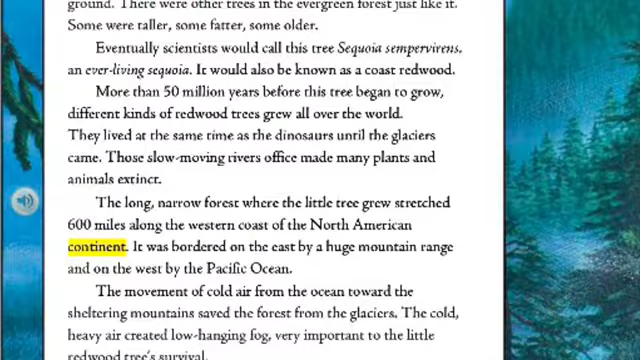 ground. There were other trees in the evergreen forest just like it.
Some were taller, some fatter, some older.
Eventually scientists would call this tree Sequoia sempervirens,
an ever-living sequoia. It would also be known as a coast redwood.
More than 50 million years before this tree began to grow,
different kinds of redwood trees grew all over the world.
They lived at the same time as the dinosaurs until the glaciers
came. Those slow-moving rivers office made many plants and
animals extinct.
The long, narrow forest where the little tree grew stretched
600 miles along the western coast of the North American
continent. It was bordered on the east by a huge mountain range
and on the west by the Pacific Ocean.
The movement of cold air from the ocean toward the
sheltering mountains saved the forest from the glaciers. The cold,
heavy air created low-hanging fog, very important to the little
redwood tree's survival.